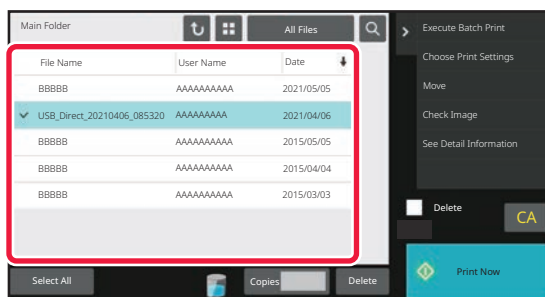 Main Folder
All Files
File Name User Name Date
BBBBB AAAAAAAAAA 2021/05/05
USB_Direct_20210406_085320 AAAAAAAAA 2021/04/06
BBBBB AAAAAAAAAA 2015/05/05
BBBBB AAAAAAAAAA 2015/04/04
BBBBB AAAAAAAAAA 2015/03/03
Select All
Copies
Delete
Execute Batch Print
Choose Print Settings
Move
Check Image
See Detail Information
Delete
CA
Print Now